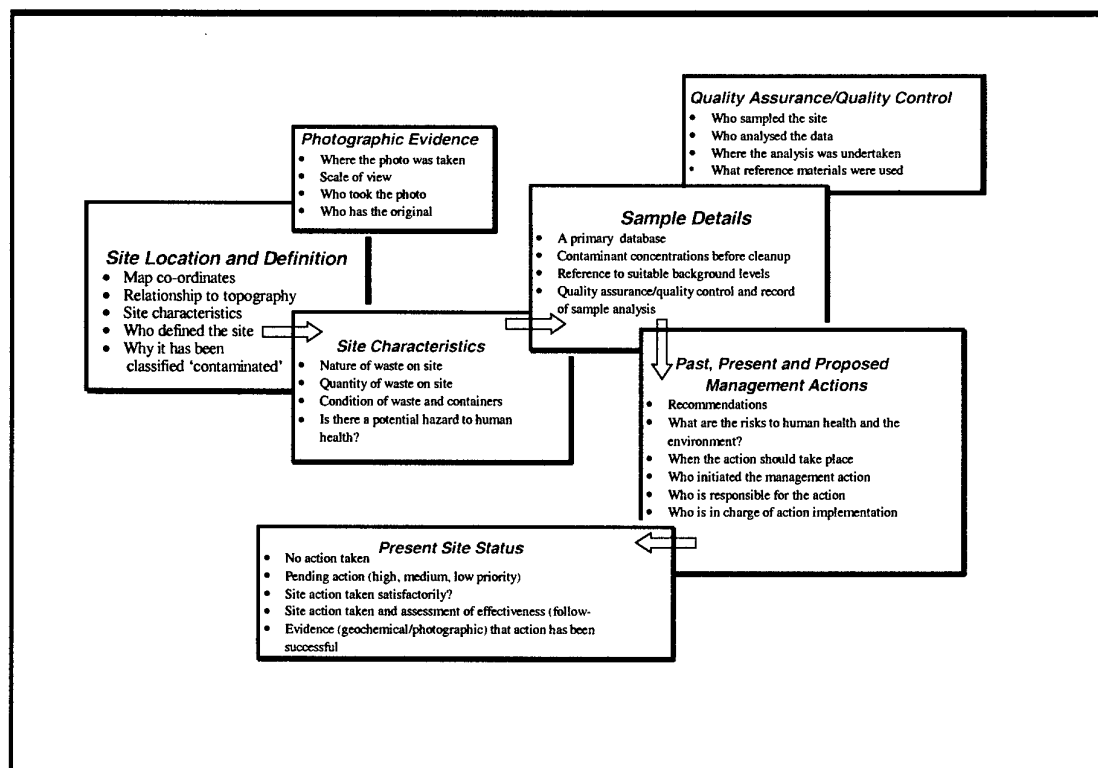 Quality Assurance/Quality Control
• Who sampled the site
• Who analysed the data
• Where the analysis was undertaken
• What reference materials were used
Photographic Evidence
• Where the photo was taken
• Scale of view
• Who took the photo
• Who has the original
Site Location and Definition
• Map co-ordinates
• Relationship to topography
• Site characteristics
• Who defined the site
• Why it has been
classified ‘contaminated’
Site Characteristics
• Nature of waste on site
• Quantity of waste on site
• Condition of waste and containers
• Is there a potential hazard to human
health?
Sample Details
• A primary database
• Contaminant concentrations before cleanup
• Reference to suitable background levels
• Quality assurance/quality control and record
of sample analysis
Past, Present and Proposed
Management Actions
• Recommendations
• What are the risks to human health and the
environment?
• When the action should take place
• Who initiated the management action
• Who is responsible for the action
• Who is in charge of action implementation
Present Site Status
• No action taken
• Pending action (high, medium, low priority)
• Site action taken satisfactorily?
• Site action taken and assessment of effectiveness (follow-
• Evidence (geochemical/photographic) that action has been
successful